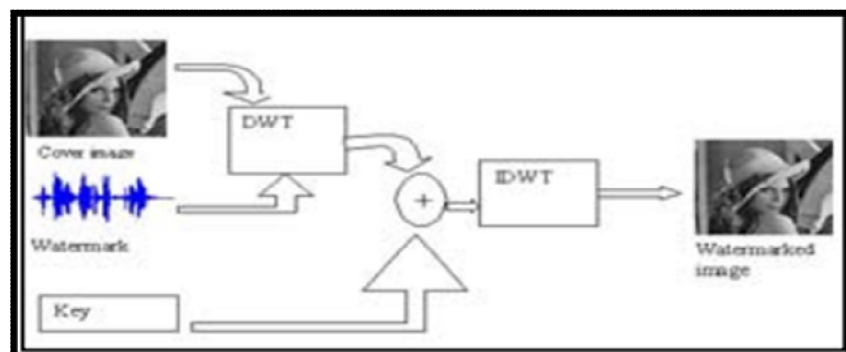 Cover image
DWT
Watermark
Key
+
IDWT
Watermarked
image